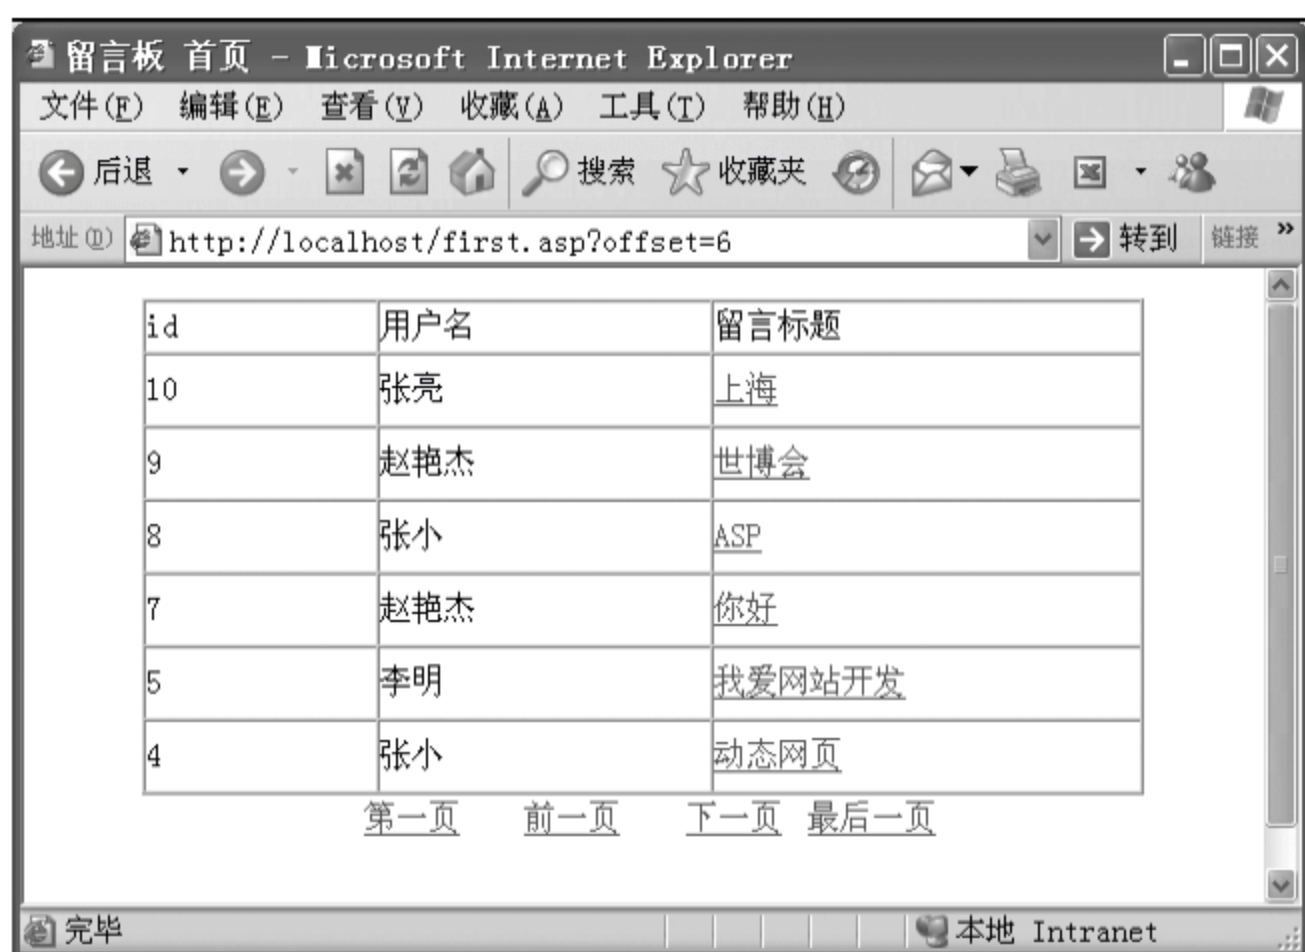 留言板 首页 - Microsoft Internet Explorer
文件(F) 编辑(E) 查看(V) 收藏(A) 工具(T) 帮助(H)
后退 搜索 收藏夹
地址(D) http://localhost/first.asp?offset=6 转到 链接 »
id 用户名 留言标题
10 张亮 上海
9 赵艳杰 世博会
8 张小 ASP
7 赵艳杰 你好
5 李明 我爱网站开发
4 张小 动态网页
第一页 前一页 下一页 最后一页
完毕 本地 Intranet